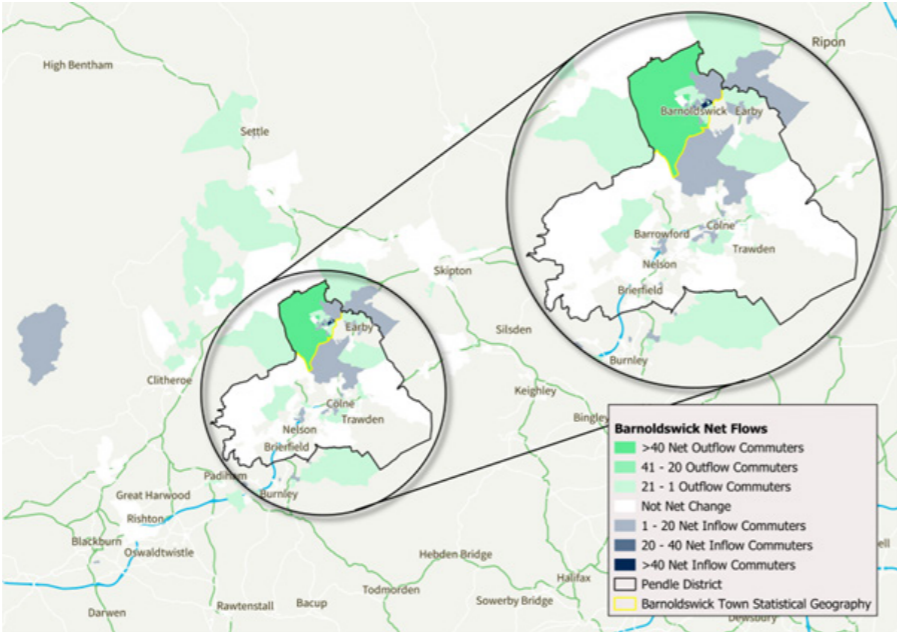 High Bentham
Ripon
Settle
Barnoldswick
Earby
Colne
Barrowford
Trawden
Nelson
Brierfield
Burnley
Skipton
Earby
Silsden
Clitheroe
Keighley
Colne
Bingley
Trawden
Nelson
Brierfield
Padiham
Burnley
Great Harwood
Rishton
Blackburn
Oswaldtwistle
Hebden Bridge
Halifax
Todmorden
Sowerby Bridge
Bacup
Rawtenstall
Darwen
Dewsbury
Barnoldswick Net Flows
>40 Net Outflow Commuters
41 - 20 Outflow Commuters
21 - 1 Outflow Commuters
Not Net Change
1 - 20 Net Inflow Commuters
20 - 40 Net Inflow Commuters
>40 Net Inflow Commuters
Pendle District
Barnoldswick Town Statistical Geography